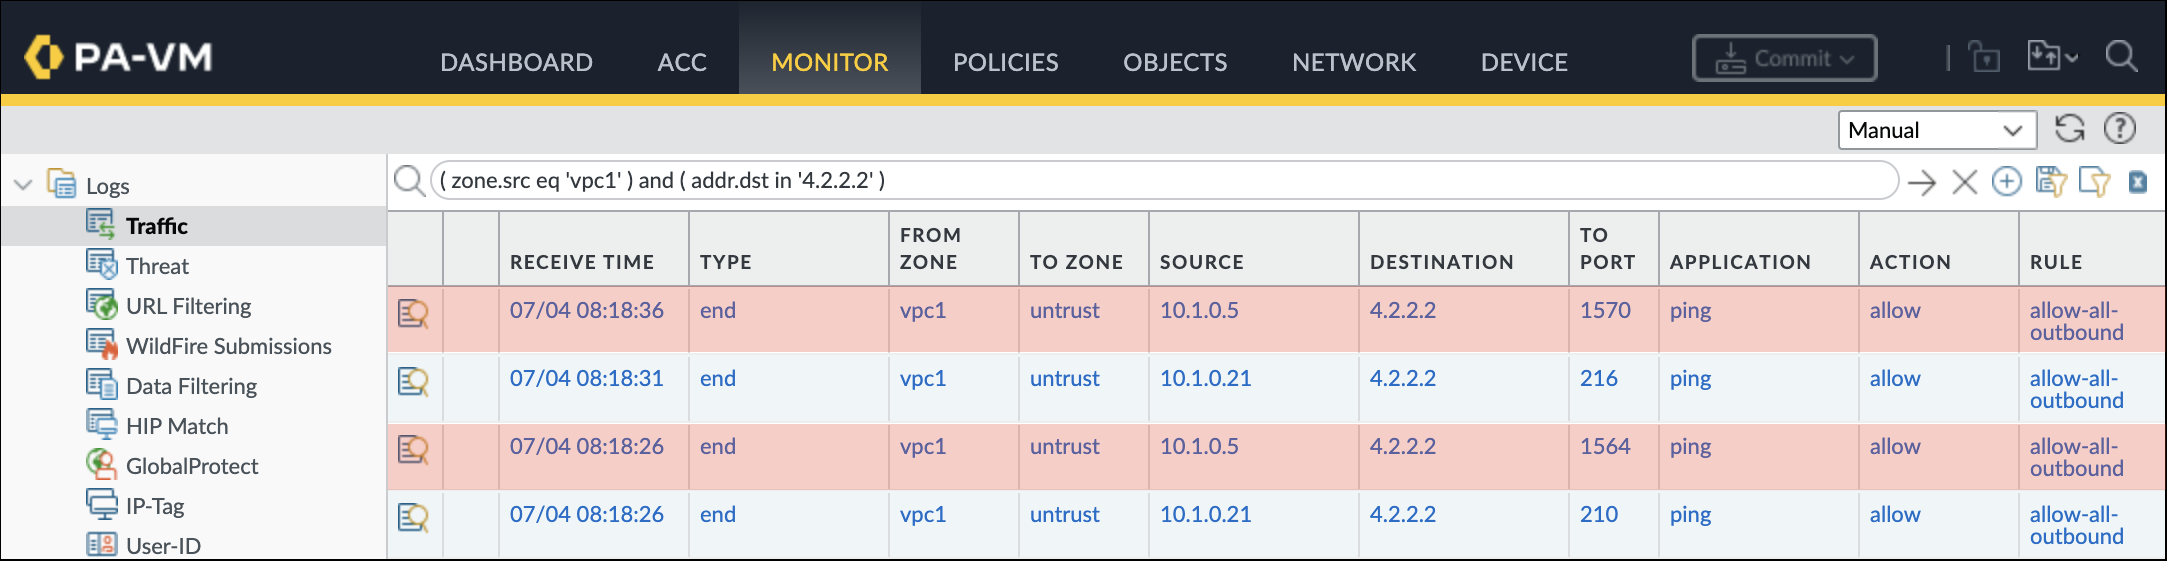 PA-VM
DASHBOARD ACC MONITOR POLICIES OBJECTS NETWORK DEVICE Commit
Manual
Logs
Traffic
Threat
URL Filtering
WildFire Submissions
Data Filtering
HIP Match
GlobalProtect
IP-Tag
User-ID
( zone.src eq 'vpc1' ) and ( addr.dst in '4.2.2.2' )
RECEIVE TIME TYPE FROM ZONE TO ZONE SOURCE DESTINATION TO PORT APPLICATION ACTION RULE
07/04 08:18:36 end vpc1 untrust 10.1.0.5 4.2.2.2 1570 ping allow allow-all-outbound
07/04 08:18:31 end vpc1 untrust 10.1.0.21 4.2.2.2 216 ping allow allow-all-outbound
07/04 08:18:26 end vpc1 untrust 10.1.0.5 4.2.2.2 1564 ping allow allow-all-outbound
07/04 08:18:26 end vpc1 untrust 10.1.0.21 4.2.2.2 210 ping allow allow-all-outbound